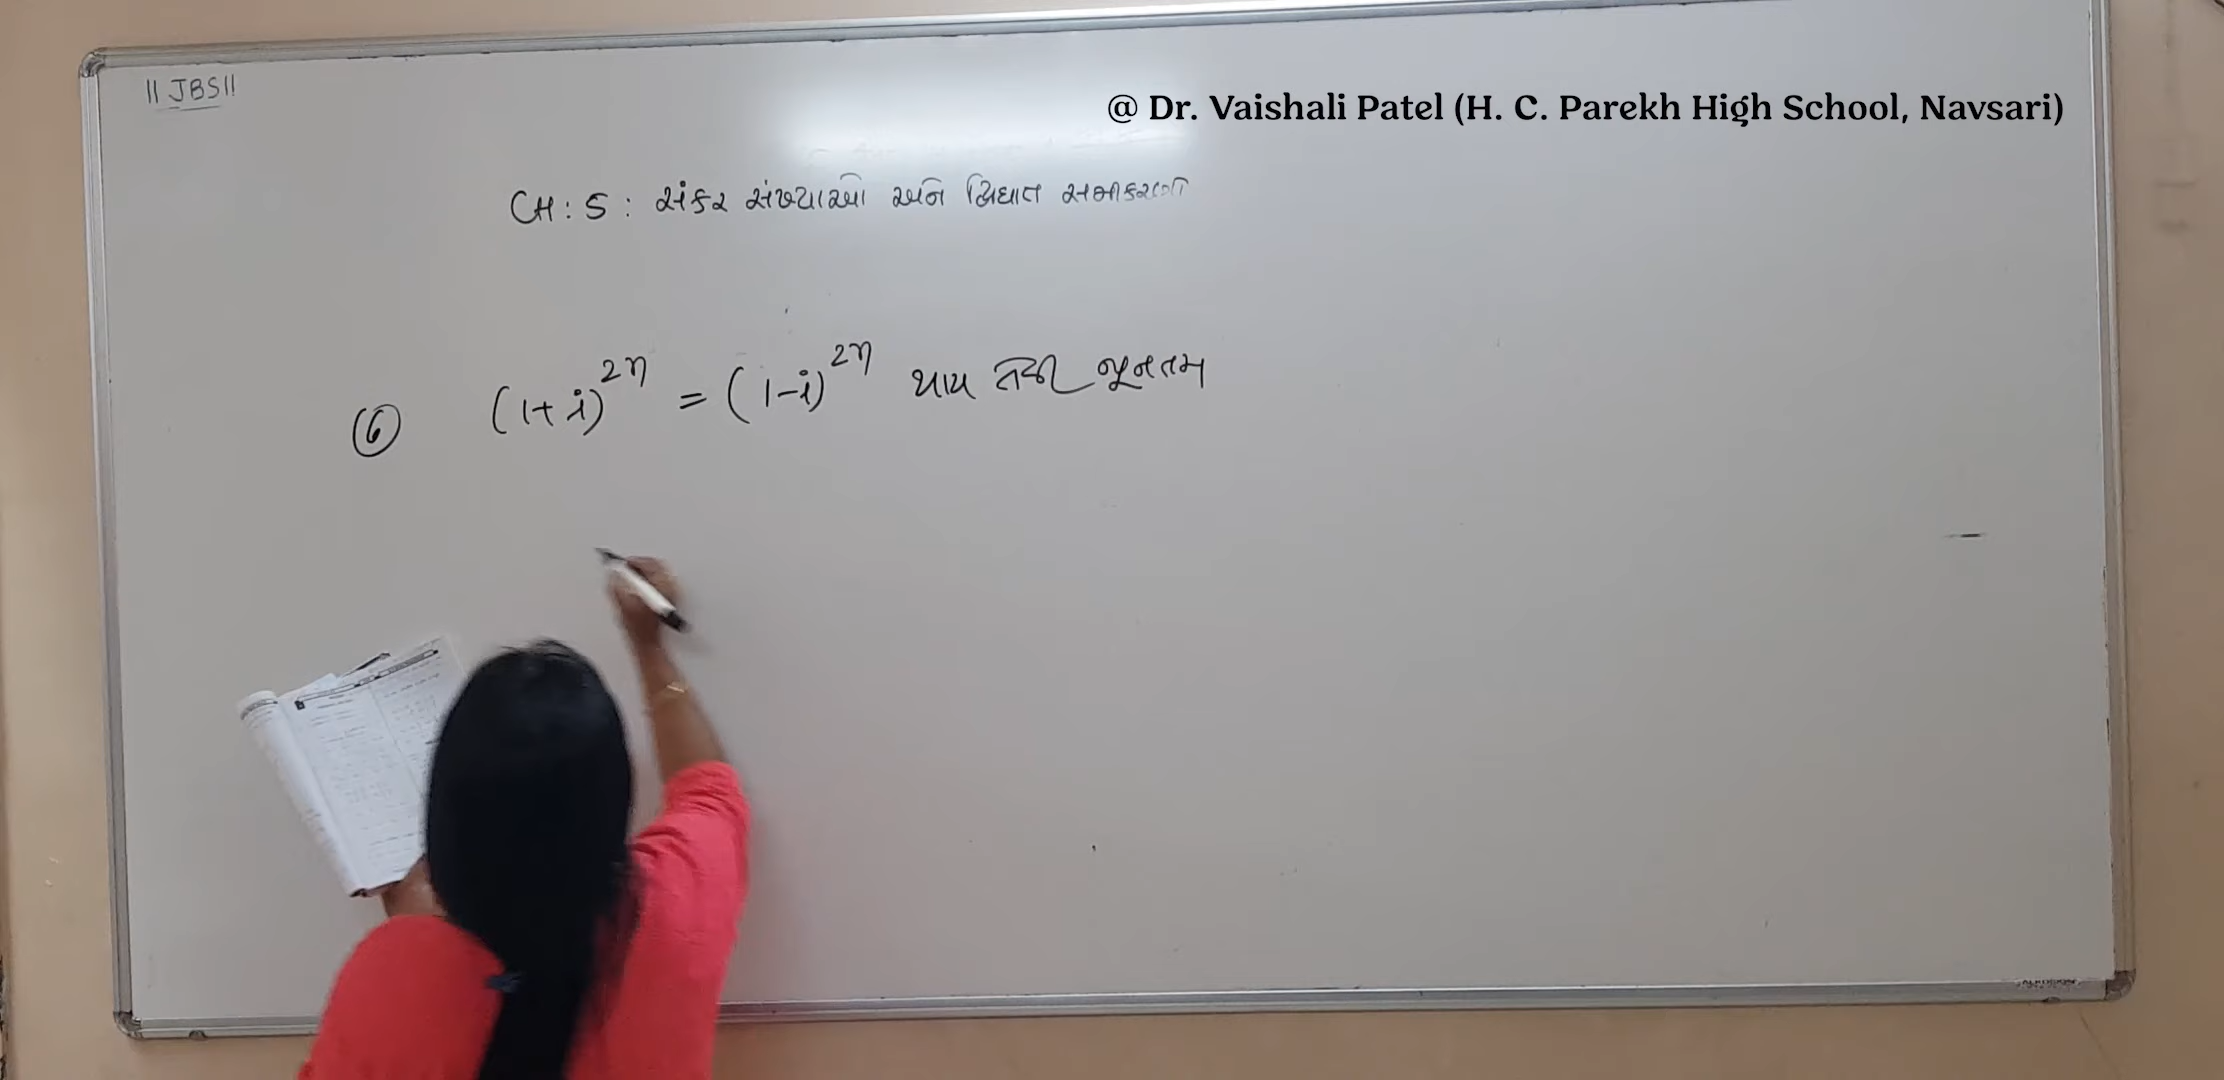 || JBS ||
@ Dr. Vaishali Patel (H. C. Parekh High School, Navsari)
CH : 5 : સંકર સંખ્યાઓ અને દ્વિઘાત સમીકરણો
(6) (1+i)^2n = (1-i)^2n થાય તેવી ન્યૂનતમ